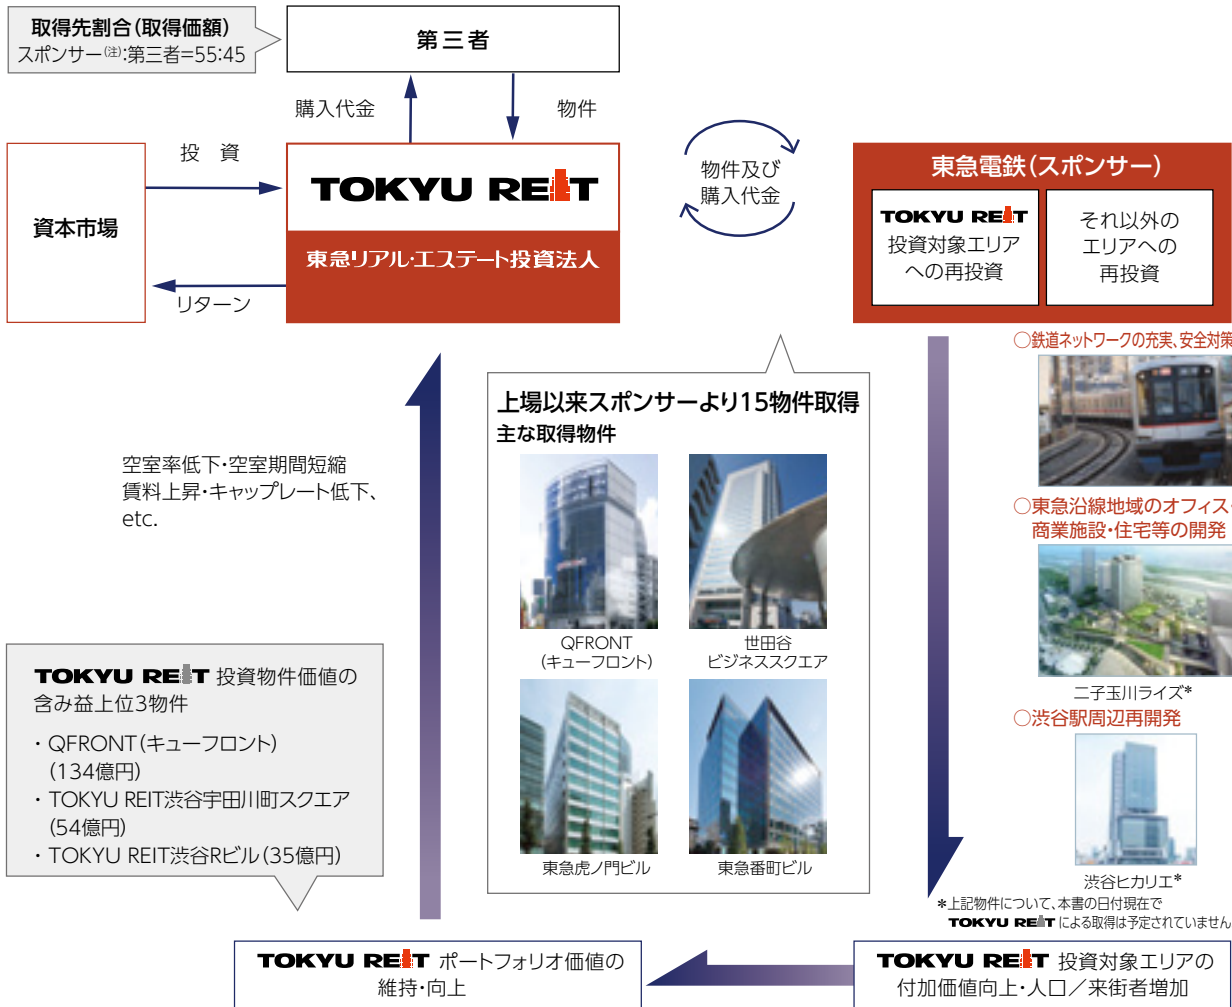 取得先割合(取得価額)
スポンサー(注):第三者=55:45
第三者
購入代金
物件
投 資
資本市場
リターン
TOKYU REIT
東急リアル・エステート投資法人
物件及び
購入代金
東急電鉄(スポンサー)
TOKYU REIT
投資対象エリア
への再投資
それ以外の
エリアへの
再投資
○鉄道ネットワークの充実、安全対策
○東急沿線地域のオフィス・
商業施設・住宅等の開発
二子玉川ライズ*
○渋谷駅周辺再開発
渋谷ヒカリエ*
*上記物件について、本書の日付現在で
TOKYU REIT による取得は予定されていません
上場以来スポンサーより15物件取得
主な取得物件
QFRONT
(キューフロント)
世田谷
ビジネススクエア
東急虎ノ門ビル
東急番町ビル
空室率低下・空室期間短縮
賃料上昇・キャップレート低下、
etc.
TOKYU REIT 投資物件価値の
含み益上位3物件
・QFRONT(キューフロント)
(134億円)
・TOKYU REIT渋谷宇田川町スクエア
(54億円)
・TOKYU REIT渋谷Rビル(35億円)
TOKYU REIT ポートフォリオ価値の
維持・向上
TOKYU REIT 投資対象エリアの
付加価値向上・人口/来街者増加